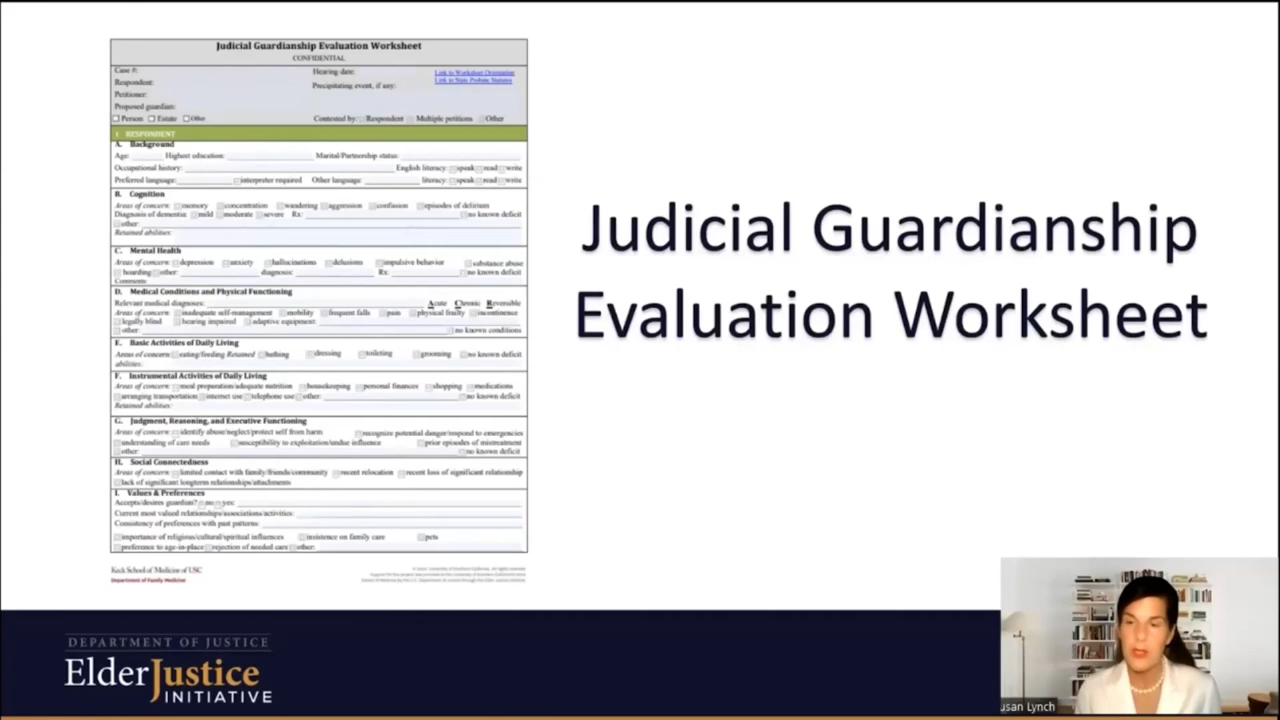 Judicial Guardianship Evaluation Worksheet
CONFIDENTIAL
Case #: Hearing date: Link to Worksheet Orientation
Respondent: Link to State Probate Statutes
Precipitating event, if any:
Petitioner:
Proposed guardian:
Person Estate Other Contested by: Respondent Multiple petitions Other
I RESPONDENT
A. Background
Age: Highest education: Marital/Partnership status:
Occupational history: English literacy: speak read write
Preferred language: interpreter required Other language: literacy: speak read write
B. Cognition
Areas of concern: memory concentration wandering aggression confusion episodes of delirium
Diagnosis of dementia: mild moderate severe Rx: no known deficit
other:
Retained abilities:
C. Mental Health
Areas of concern: depression anxiety hallucinations delusions impulsive behavior substance abuse
hoarding other: diagnosis: Rx: no known deficit
Comments:
D. Medical Conditions and Physical Functioning
Relevant medical diagnoses: Acute Chronic Reversible
Areas of concern: inadequate self-management mobility frequent falls pain physical frailty incontinence
legally blind hearing impaired adaptive equipment:
other: no known conditions
E. Basic Activities of Daily Living
Areas of concern: eating/feeding Retained bathing dressing toileting grooming no known deficit
abilities:
F. Instrumental Activities of Daily Living
Areas of concern: meal preparation/adequate nutrition housekeeping personal finances shopping medications
arranging transportation internet use telephone use other: no known deficit
Retained abilities:
G. Judgment, Reasoning, and Executive Functioning
Areas of concern: identify abuse/neglect/protect self from harm recognize potential danger/respond to emergencies
understanding of care needs susceptibility to exploitation/undue influence prior episodes of mistreatment
other: no known deficit
H. Social Connectedness
Areas of concern: limited contact with family/friends/community recent relocation recent loss of significant relationship
lack of significant longterm relationships/attachments
I. Values & Preferences
Accepts/desires guardian? no yes:
Current most valued relationships/associations/activities:
Consistency of preferences with past patterns:
importance of religious/cultural/spiritual influences insistence on family care pets
preference to age-in-place rejection of needed care other:
Keck School of Medicine of USC
Department of Family Medicine
Judicial Guardianship
Evaluation Worksheet
DEPARTMENT OF JUSTICE
Elder Justice
INITIATIVE
usan Lynch